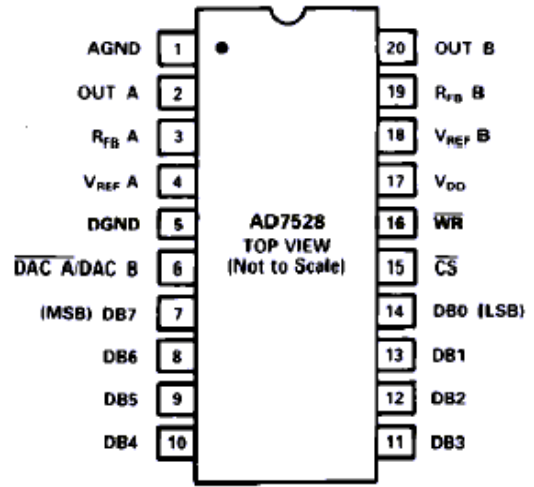 AGND 1 20 OUT B
OUT A 2 19 RFB B
RFB A 3 18 VREF B
VREF A 4 17 VDD
DGND 5 AD7528 16 WR
TOP VIEW
DAC A/DAC B 6 (Not to Scale) 15 CS
(MSB) DB7 7 14 DB0 (LSB)
DB6 8 13 DB1
DB5 9 12 DB2
DB4 10 11 DB3